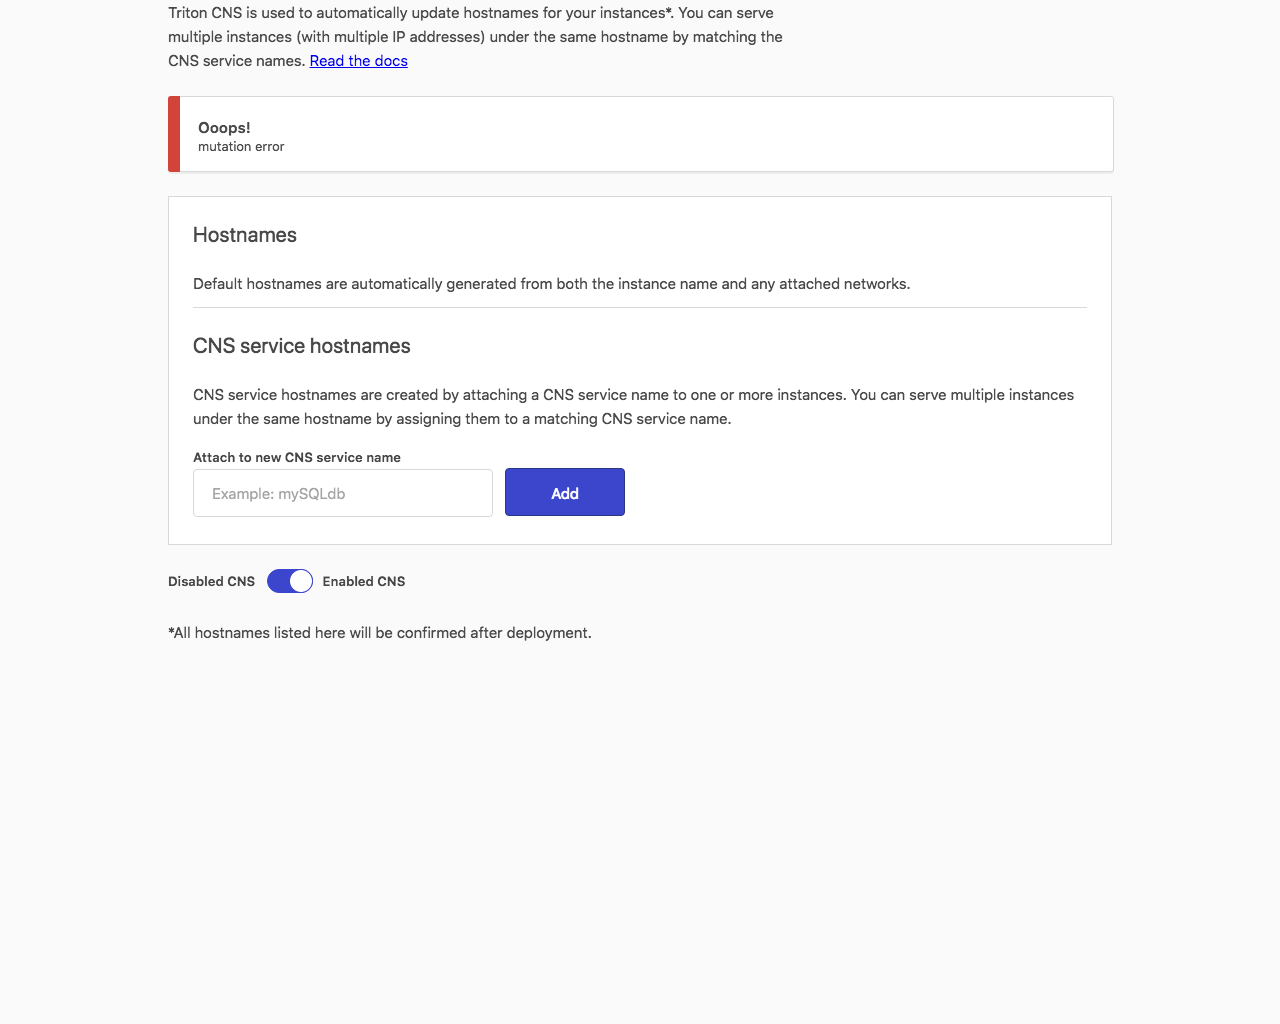 Triton CNS is used to automatically update hostnames for your instances*. You can serve
multiple instances (with multiple IP addresses) under the same hostname by matching the
CNS service names. Read the docs
Ooops!
mutation error
Hostnames
Default hostnames are automatically generated from both the instance name and any attached networks.
CNS service hostnames
CNS service hostnames are created by attaching a CNS service name to one or more instances. You can serve multiple instances
under the same hostname by assigning them to a matching CNS service name.
Attach to new CNS service name
Example: mySQLdb
Add
Disabled CNS
Enabled CNS
*All hostnames listed here will be confirmed after deployment.